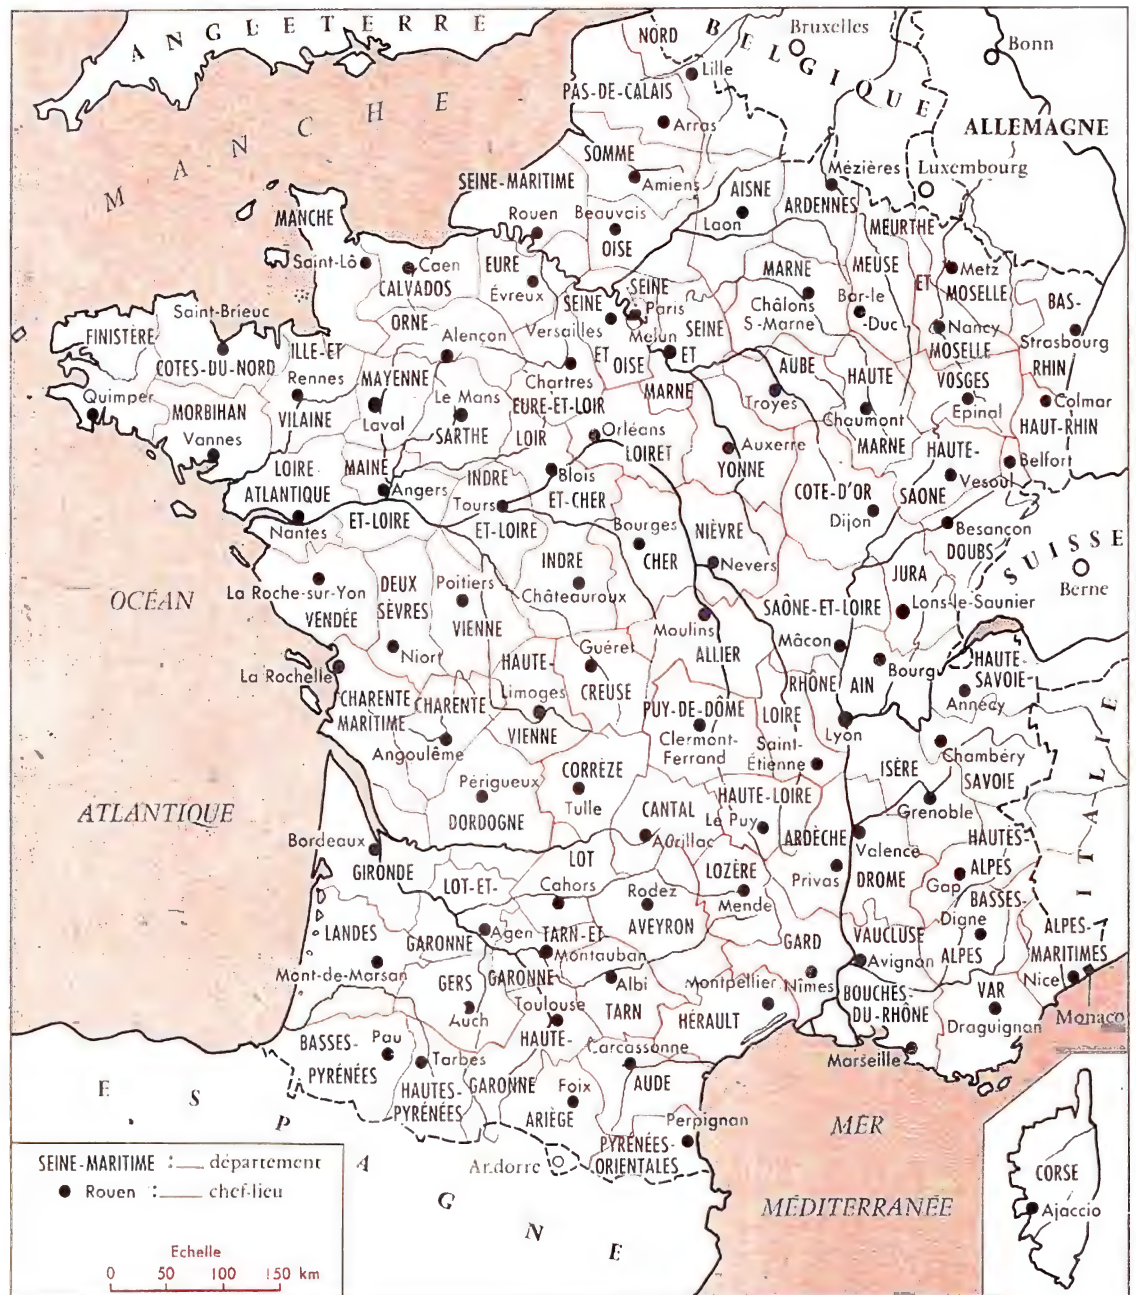 ANGLETERRE
BELGIQUE
Bruxelles
Bonn
NORD
Lille
PAS-DE-CALAIS
Arras
ALLEMAGNE
MANCHE
SOMME
Amiens
SEINE-MARITIME
Rouen
Beauvais
OISE
AISNE
Laon
Mézières
ARDENNES
Luxembourg
MEURTHE
ET
MOSELLE
MANCHE
Saint-Lô
Caen
CALVADOS
EURE
Évreux
SEINE
Versailles
ET
OISE
SEINE
Paris
Melun
SEINE
ET
MARNE
MARNE
Châlons
S-Marne
MEUSE
Bar-le
-Duc
Metz
MOSELLE
Nancy
BAS-
Strasbourg
RHIN
ORNE
Alençon
Saint-Brieuc
FINISTÈRE
COTES-DU-NORD
ILLE-ET
Rennes
VILAINE
MAYENNE
Laval
Le Mans
SARTHE
Chartres
EURE-ET-LOIR
AUBE
Troyes
HAUTE
Chaumont
MARNE
VOSGES
Epinal
Colmar
HAUT-RHIN
Quimper
MORBIHAN
Vannes
LOIR
Orléans
LOIRET
Auxerre
YONNE
HAUTE-
Vesoul
SAONE
Belfort
LOIRE
ATLANTIQUE
Nantes
MAINE
Angers
ET-LOIRE
INDRE
Tours
ET-LOIRE
Blois
ET-CHER
COTE-D'OR
Dijon
Besançon
DOUBS
SUISSE
Berne
Bourges
CHER
NIÈVRE
Nevers
OCÉAN
La Roche-sur-Yon
VENDÉE
DEUX
SÈVRES
Niort
Poitiers
VIENNE
INDRE
Châteauroux
Moulins
ALLIER
SAÔNE-ET-LOIRE
Mâcon
JURA
Lons-le-Saunier
La Rochelle
CHARENTE
MARITIME
CHARENTE
Angoulême
HAUTE-
Limoges
VIENNE
Guéret
CREUSE
PUY-DE-DÔME
Clermont-
Ferrand
LOIRE
Saint-
Étienne
RHÔNE
Lyon
AIN
Bourg
HAUTE-
SAVOIE
Annecy
Chambéry
SAVOIE
ITALIE
ATLANTIQUE
Périgueux
DORDOGNE
CORRÈZE
Tulle
CANTAL
Aurillac
HAUTE-LOIRE
Le Puy
ISÈRE
Grenoble
Bordeaux
GIRONDE
LOT
Cahors
LOT-ET-
GARONNE
Agen
Rodez
AVEYRON
LOZÈRE
Mende
ARDÈCHE
Privas
Valence
DROME
HAUTES-
ALPES
Gap
BASSES-
Digne
ALPES
ALPES-
MARITIMES
Nice
Monaco
LANDES
Mont-de-Marsan
GERS
Auch
TARN-ET
Montauban
GARONNE
Albi
TARN
GARD
Nîmes
VAUCLUSE
Avignon
Montpellier
HÉRAULT
BOUCHES-
DU-RHÔNE
Marseille
VAR
Draguignan
BASSES-
Pau
PYRÉNÉES
Tarbes
HAUTES-
PYRÉNÉES
Toulouse
HAUTE-
GARONNE
Foix
ARIÈGE
Carcassonne
AUDE
Perpignan
PYRÉNÉES-
ORIENTALES
Andorre
ESPAGNE
MER
MÉDITERRANÉE
CORSE
Ajaccio
SEINE-MARITIME : département
Rouen : chef-lieu
Echelle
0 50 100 150 km